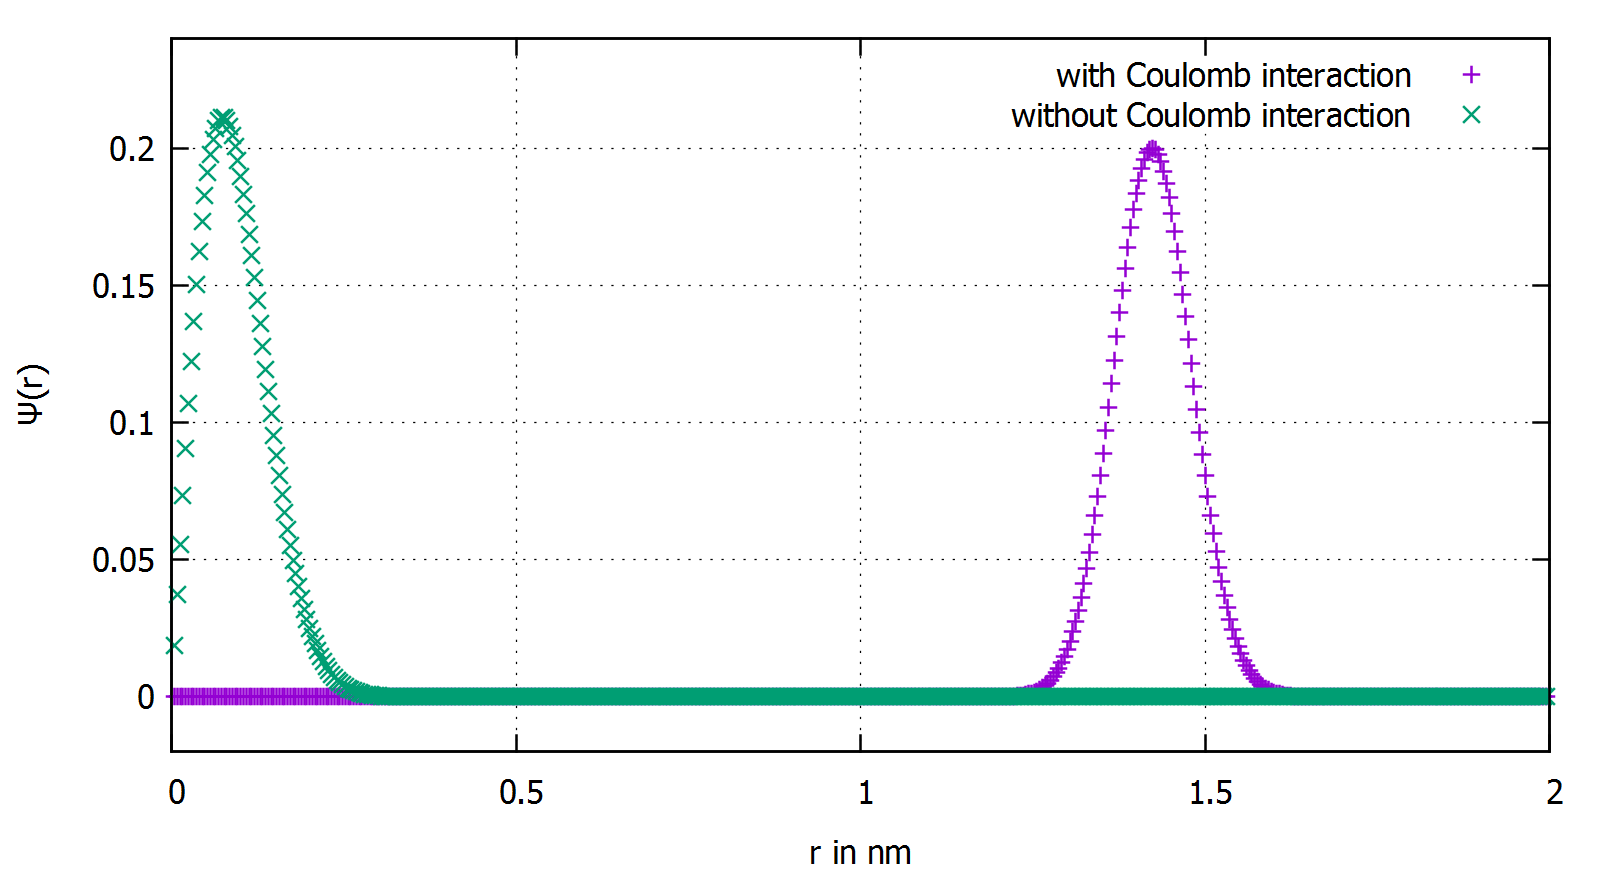 with Coulomb interaction
without Coulomb interaction
0.2
0.15
0.1
0.05
0
Ψ(r)
0 0.5 1 1.5 2
r in nm